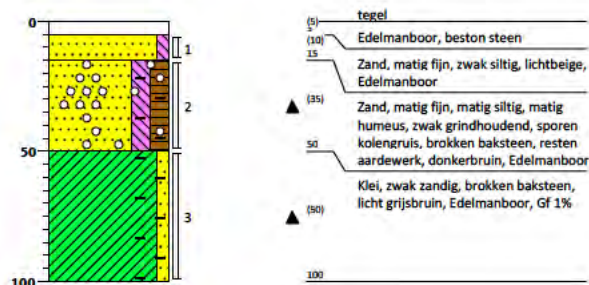 0
50
100
1
2
3
(5)
tegel
5
(10)
Edelmanboor, beston steen
15
Zand, matig fijn, zwak siltig, lichtbeige,
Edelmanboor
(35)
Zand, matig fijn, matig siltig, matig
humeus, zwak grindhoudend, sporen
kolengruis, brokken baksteen, resten
aardewerk, donkerbruin, Edelmanboor
50
Klei, zwak zandig, brokken baksteen,
licht grijsbruin, Edelmanboor, Gf 1%
(50)
100